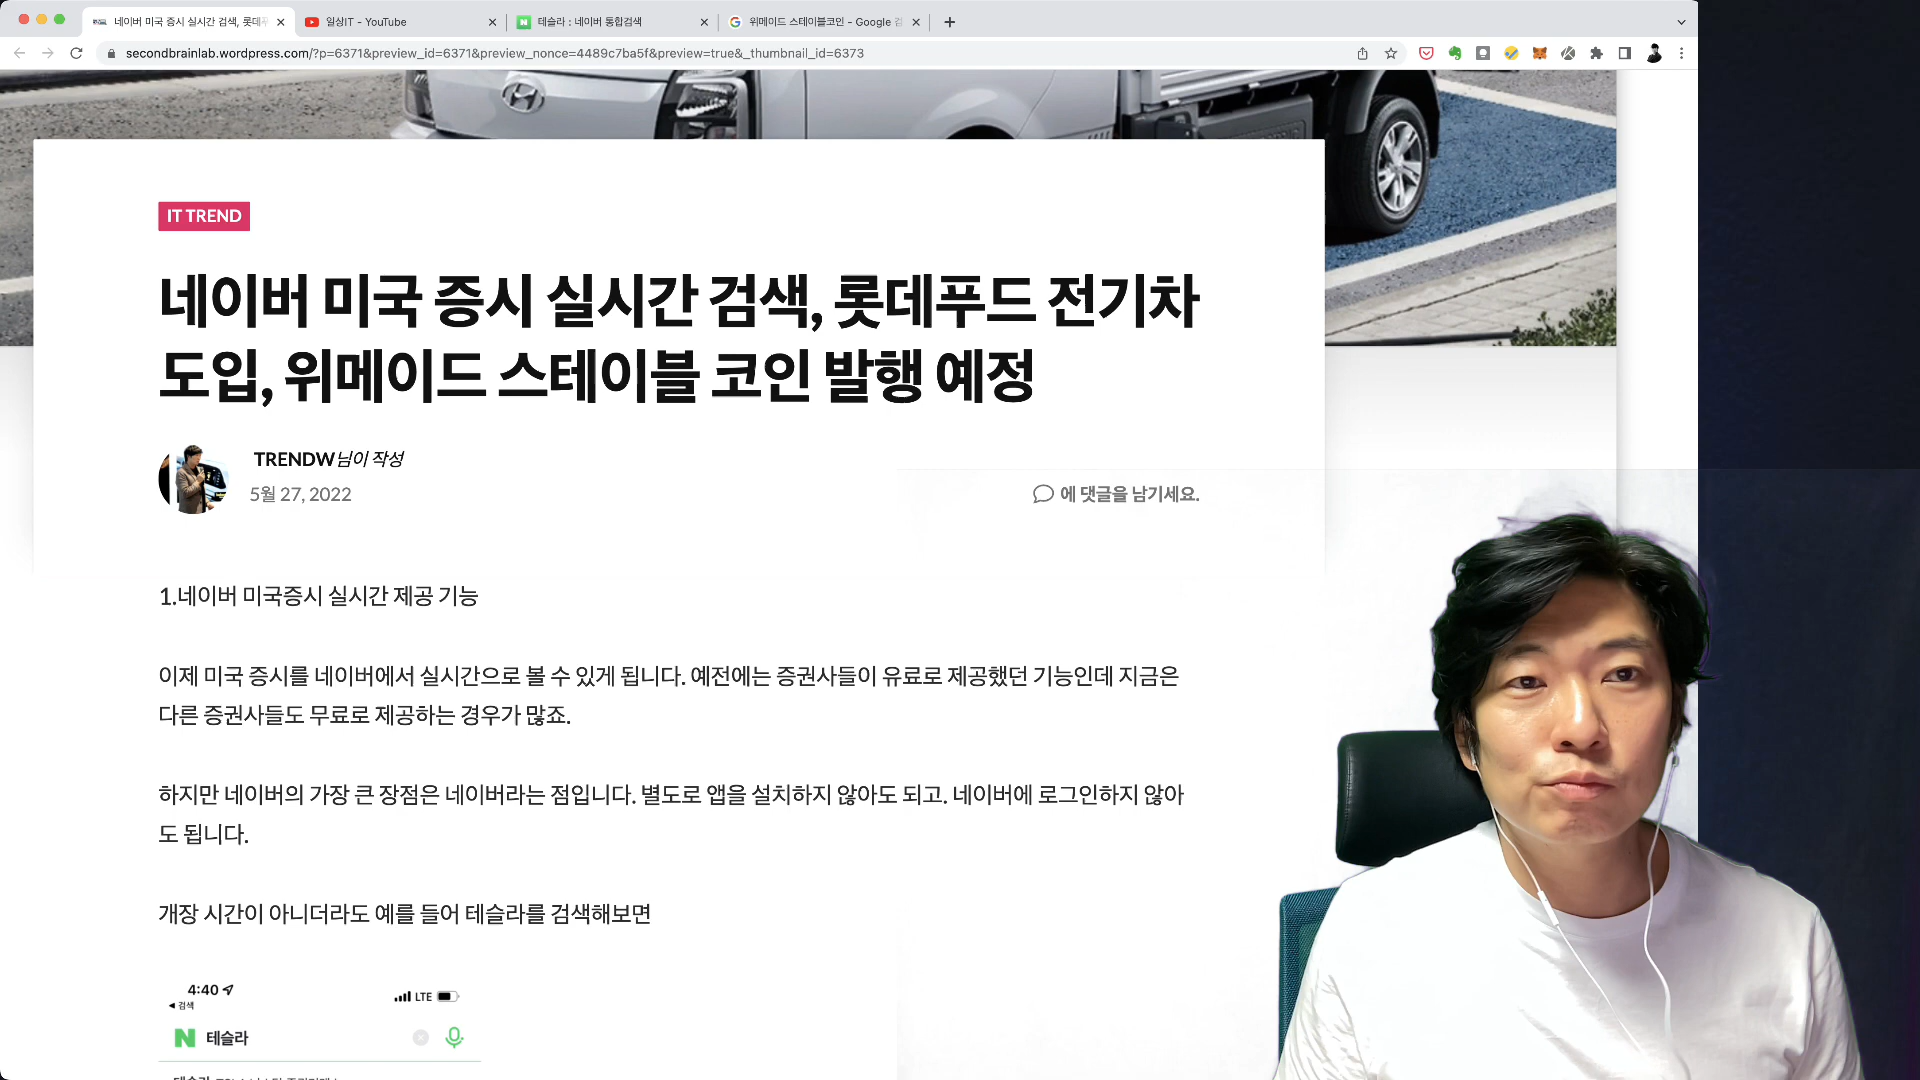 네이버 미국 증시 실시간 검색, 롯데푸
일상IT - YouTube
테슬라 : 네이버 통합검색
위메이드 스테이블코인 - Google 검
secondbrainlab.wordpress.com/?p=6371&preview_id=6371&preview_nonce=4489c7ba5f&preview=true&_thumbnail_id=6373
IT TREND
네이버 미국 증시 실시간 검색, 롯데푸드 전기차
도입, 위메이드 스테이블 코인 발행 예정
TRENDW님이 작성
5월 27, 2022
에 댓글을 남기세요.
1.네이버 미국증시 실시간 제공 기능
이제 미국 증시를 네이버에서 실시간으로 볼 수 있게 됩니다. 예전에는 증권사들이 유료로 제공했던 기능인데 지금은
다른 증권사들도 무료로 제공하는 경우가 많죠.
하지만 네이버의 가장 큰 장점은 네이버라는 점입니다. 별도로 앱을 설치하지 않아도 되고. 네이버에 로그인하지 않아
도 됩니다.
개장 시간이 아니더라도 예를 들어 테슬라를 검색해보면
4:40
LTE
◀ 검색
N 테슬라